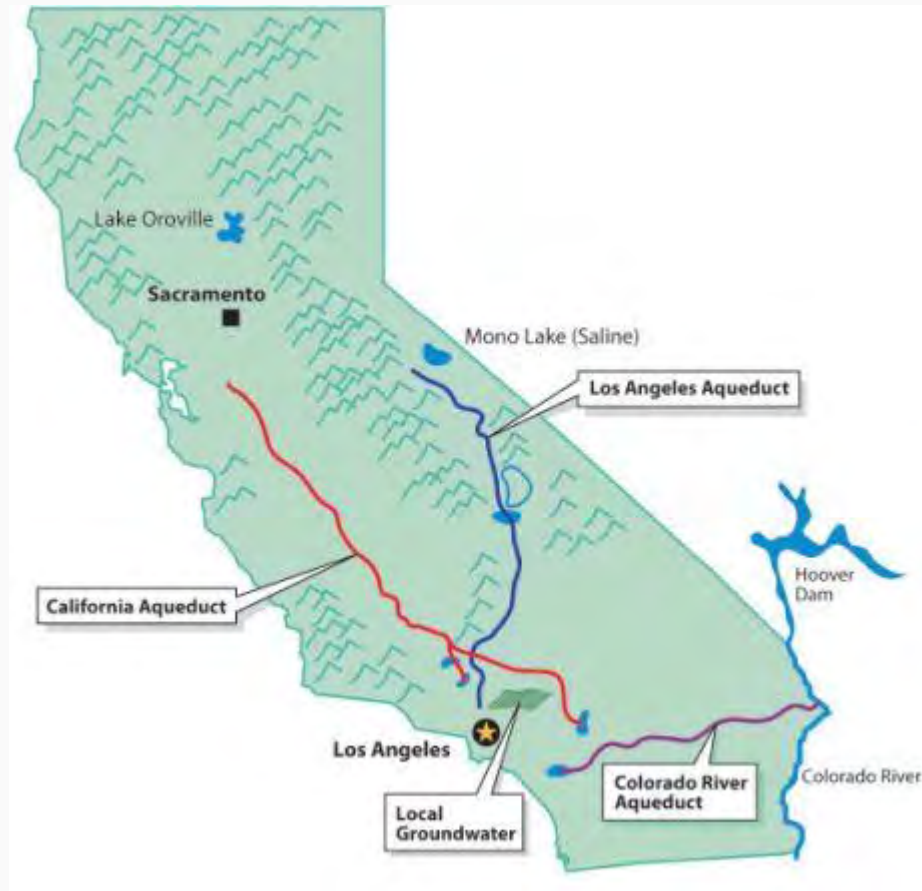 Lake Oroville
Sacramento
Mono Lake (Saline)
Los Angeles Aqueduct
Hoover
Dam
California Aqueduct
Los Angeles
Colorado River
Aqueduct
Colorado River
Local
Groundwater